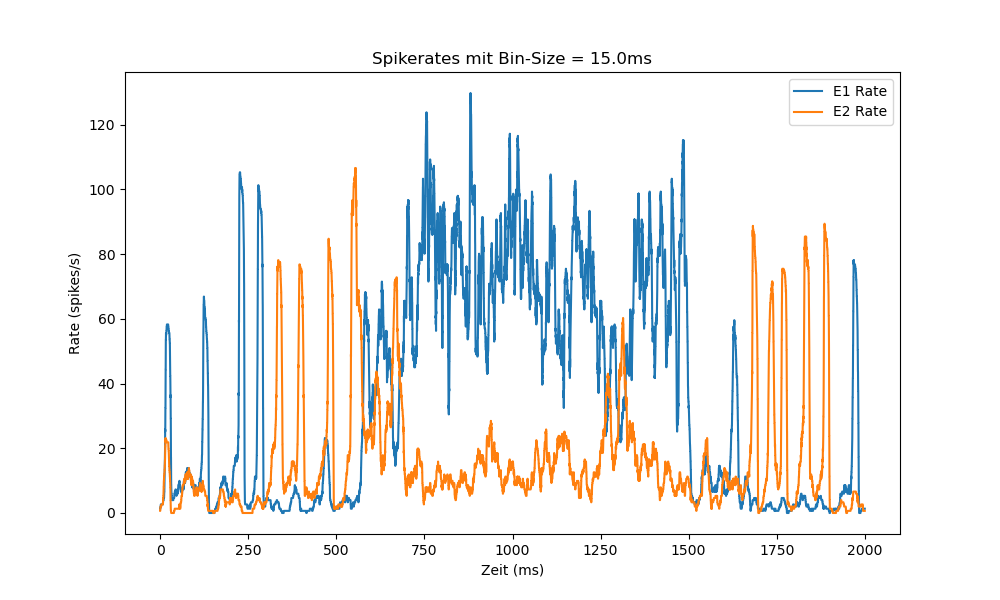 Spikerates mit Bin-Size = 15.0ms
E1 Rate
E2 Rate
Rate (spikes/s)
120
100
80
60
40
20
0
0 250 500 750 1000 1250 1500 1750 2000
Zeit (ms)